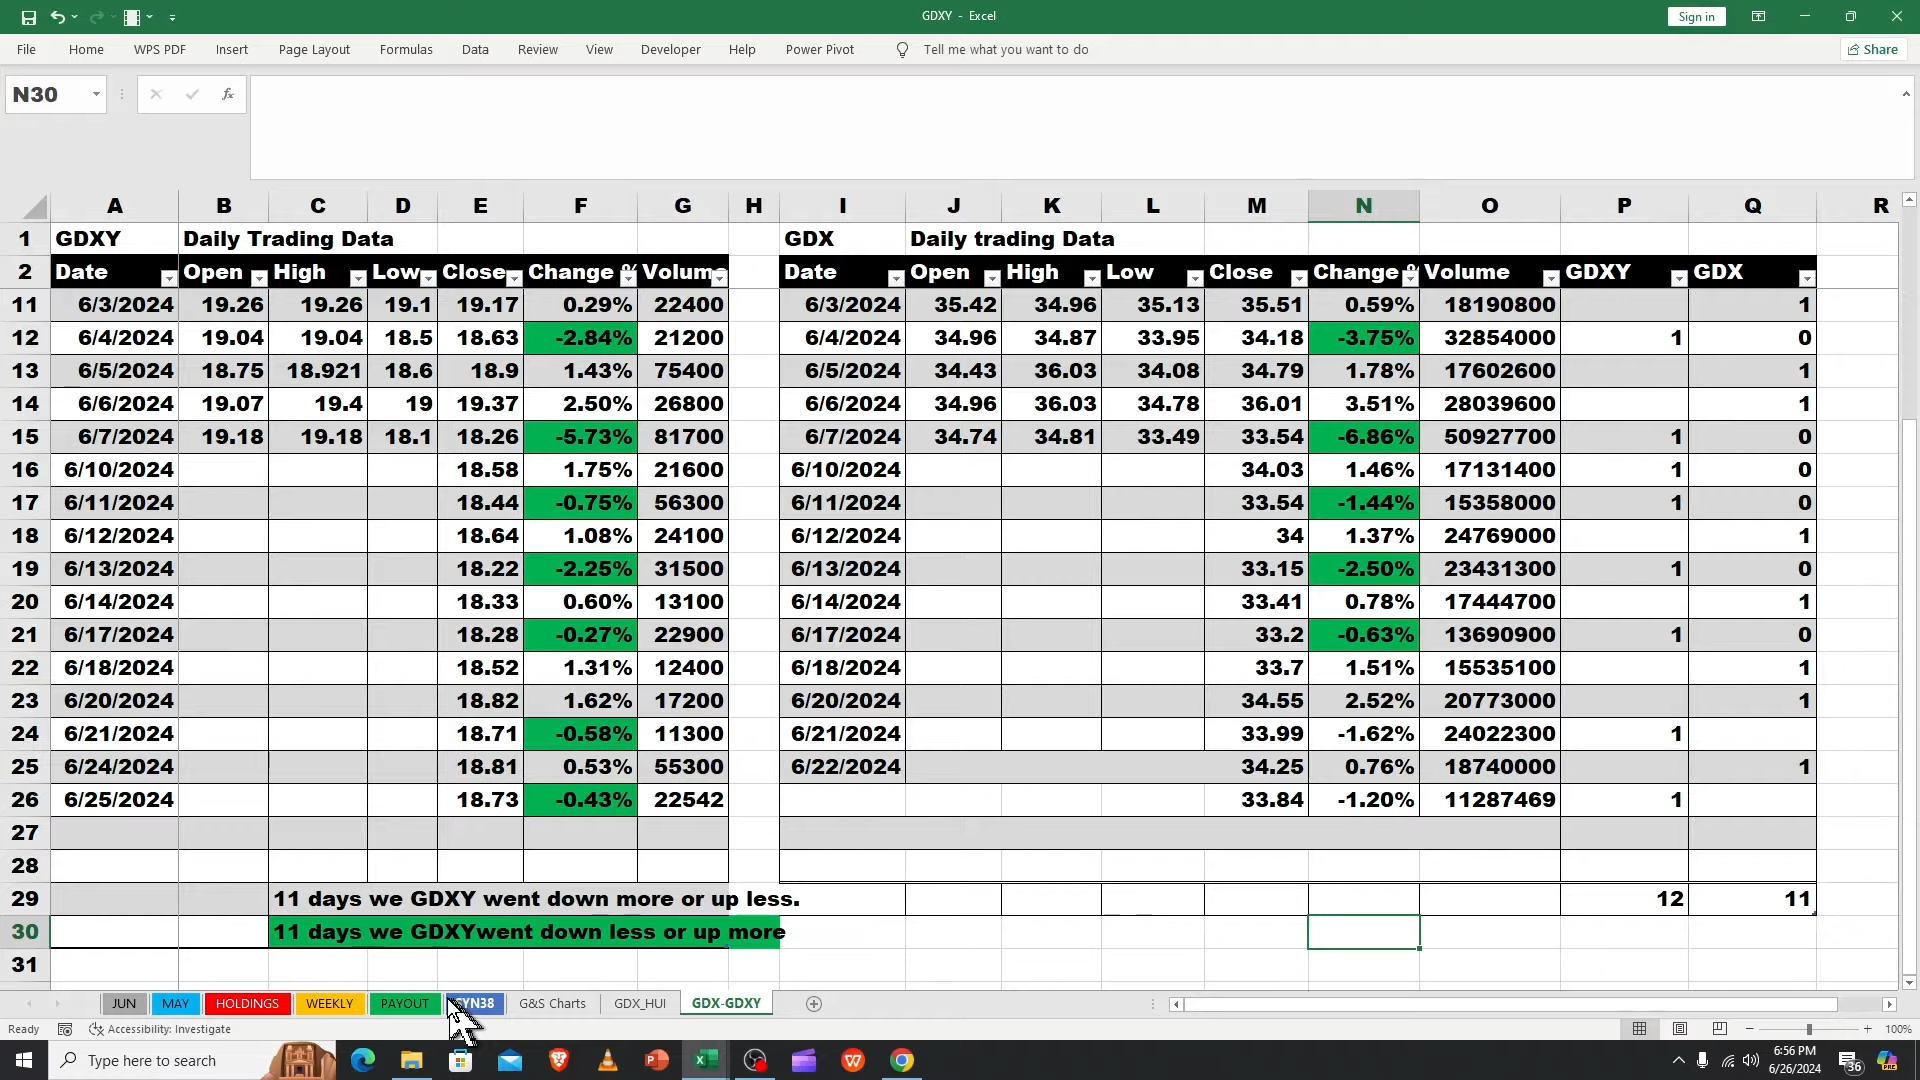 GDXY - Excel
Sign in
File Home WPS PDF Insert Page Layout Formulas Data Review View Developer Help Power Pivot Tell me what you want to do Share
N30 fx
A B C D E F G H I J K L M N O P Q R
1 GDXY Daily Trading Data GDX Daily trading Data
2 Date Open High Low Close Change % Volume Date Open High Low Close Change % Volume GDXY GDX
11 6/3/2024 19.26 19.26 19.1 19.17 0.29% 22400 6/3/2024 35.42 34.96 35.13 35.51 0.59% 18190800 1
12 6/4/2024 19.04 19.04 18.5 18.63 -2.84% 21200 6/4/2024 34.96 34.87 33.95 34.18 -3.75% 32854000 1 0
13 6/5/2024 18.75 18.921 18.6 18.9 1.43% 75400 6/5/2024 34.43 36.03 34.08 34.79 1.78% 17602600 1
14 6/6/2024 19.07 19.4 19 19.37 2.50% 26800 6/6/2024 34.96 36.03 34.78 36.01 3.51% 28039600 1
15 6/7/2024 19.18 19.18 18.1 18.26 -5.73% 81700 6/7/2024 34.74 34.81 33.49 33.54 -6.86% 50927700 1 0
16 6/10/2024 18.58 1.75% 21600 6/10/2024 34.03 1.46% 17131400 1 0
17 6/11/2024 18.44 -0.75% 56300 6/11/2024 33.54 -1.44% 15358000 1 0
18 6/12/2024 18.64 1.08% 24100 6/12/2024 34 1.37% 24769000 1
19 6/13/2024 18.22 -2.25% 31500 6/13/2024 33.15 -2.50% 23431300 1 0
20 6/14/2024 18.33 0.60% 13100 6/14/2024 33.41 0.78% 17444700 1
21 6/17/2024 18.28 -0.27% 22900 6/17/2024 33.2 -0.63% 13690900 1 0
22 6/18/2024 18.52 1.31% 12400 6/18/2024 33.7 1.51% 15535100 1
23 6/20/2024 18.82 1.62% 17200 6/20/2024 34.55 2.52% 20773000 1
24 6/21/2024 18.71 -0.58% 11300 6/21/2024 33.99 -1.62% 24022300 1
25 6/24/2024 18.81 0.53% 55300 6/22/2024 34.25 0.76% 18740000 1
26 6/25/2024 18.73 -0.43% 22542 33.84 -1.20% 11287469 1
27
28
29 11 days we GDXY went down more or up less. 12 11
30 11 days we GDXYwent down less or up more
31
JUN MAY HOLDINGS WEEKLY PAYOUT YN38 G&S Charts GDX_HUI GDX-GDXY
Ready Accessibility: Investigate 100%
Type here to search
6:56 PM
6/26/2024
36